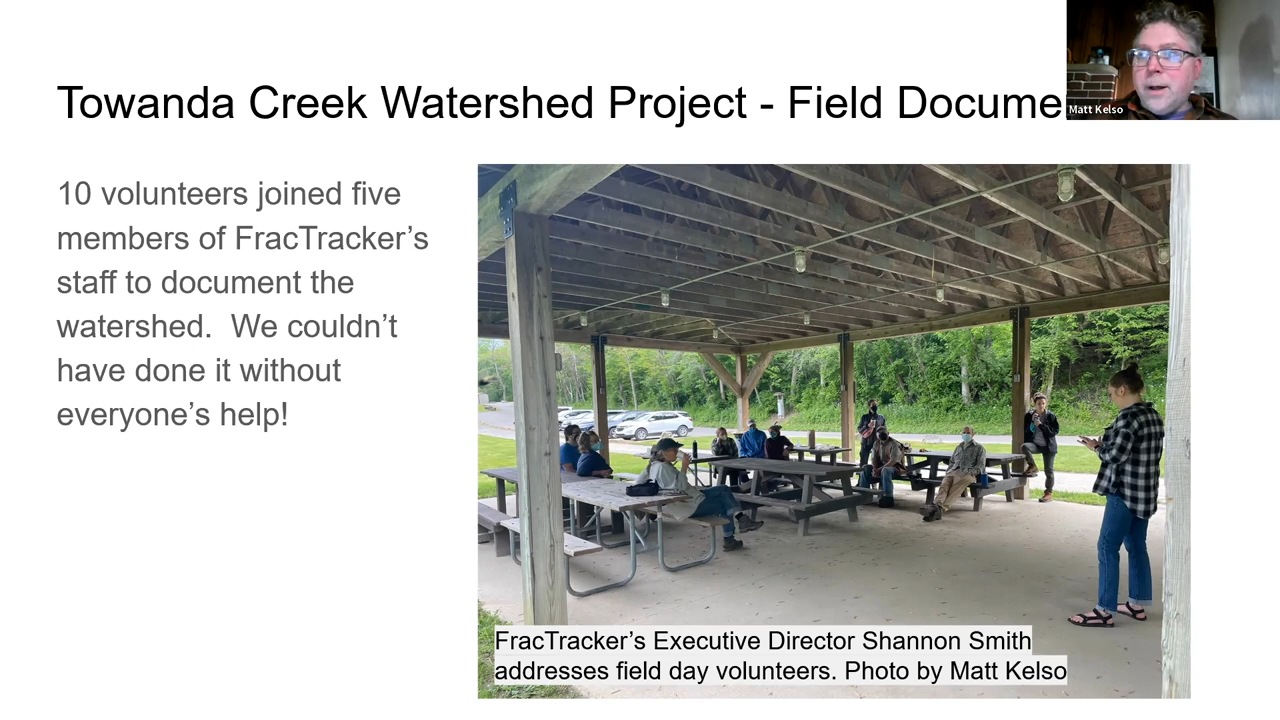 Towanda Creek Watershed Project - Field Docume
Matt Kelso
10 volunteers joined five
members of FracTracker’s
staff to document the
watershed.  We couldn’t
have done it without
everyone’s help!
FracTracker’s Executive Director Shannon Smith
addresses field day volunteers. Photo by Matt Kelso